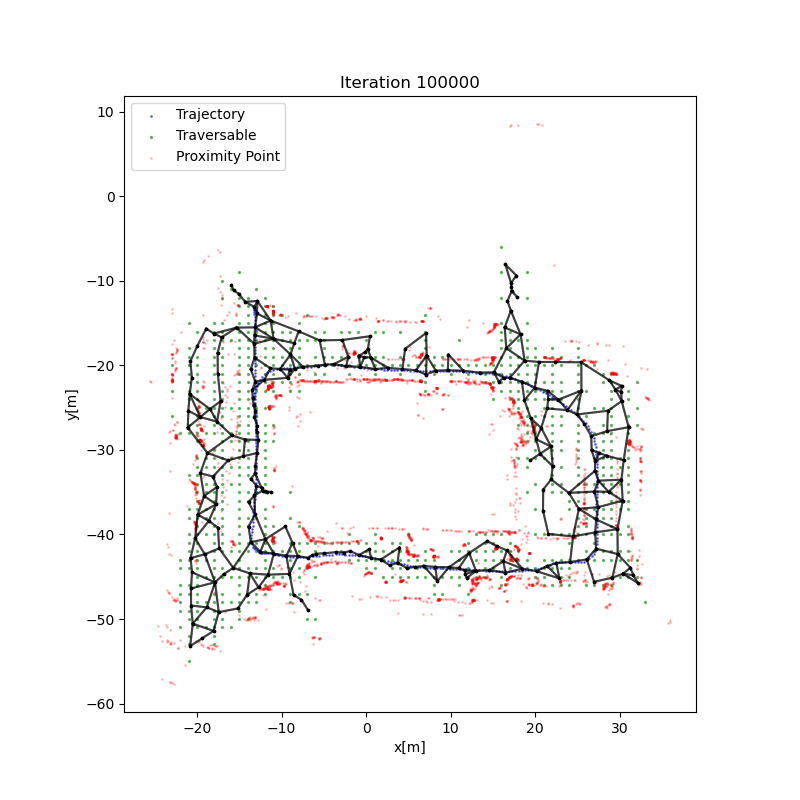 Iteration 100000
Trajectory
Traversable
Proximity Point
10
0
−10
−20
−30
−40
−50
−60
y[m]
−20
−10
0
10
20
30
x[m]